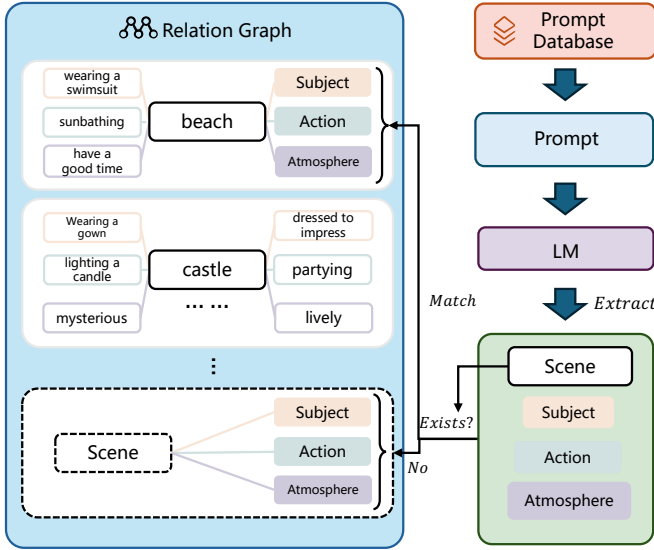 Relation Graph
wearing a
swimsuit
sunbathing
have a
good time
beach
Subject
Action
Atmosphere
Wearing a
gown
lighting a
candle
mysterious
castle
... ...
dressed to
impress
partying
lively
...
Scene
Subject
Action
Atmosphere
Prompt
Database
Prompt
LM
Extract
Match
Exists?
No
Scene
Subject
Action
Atmosphere